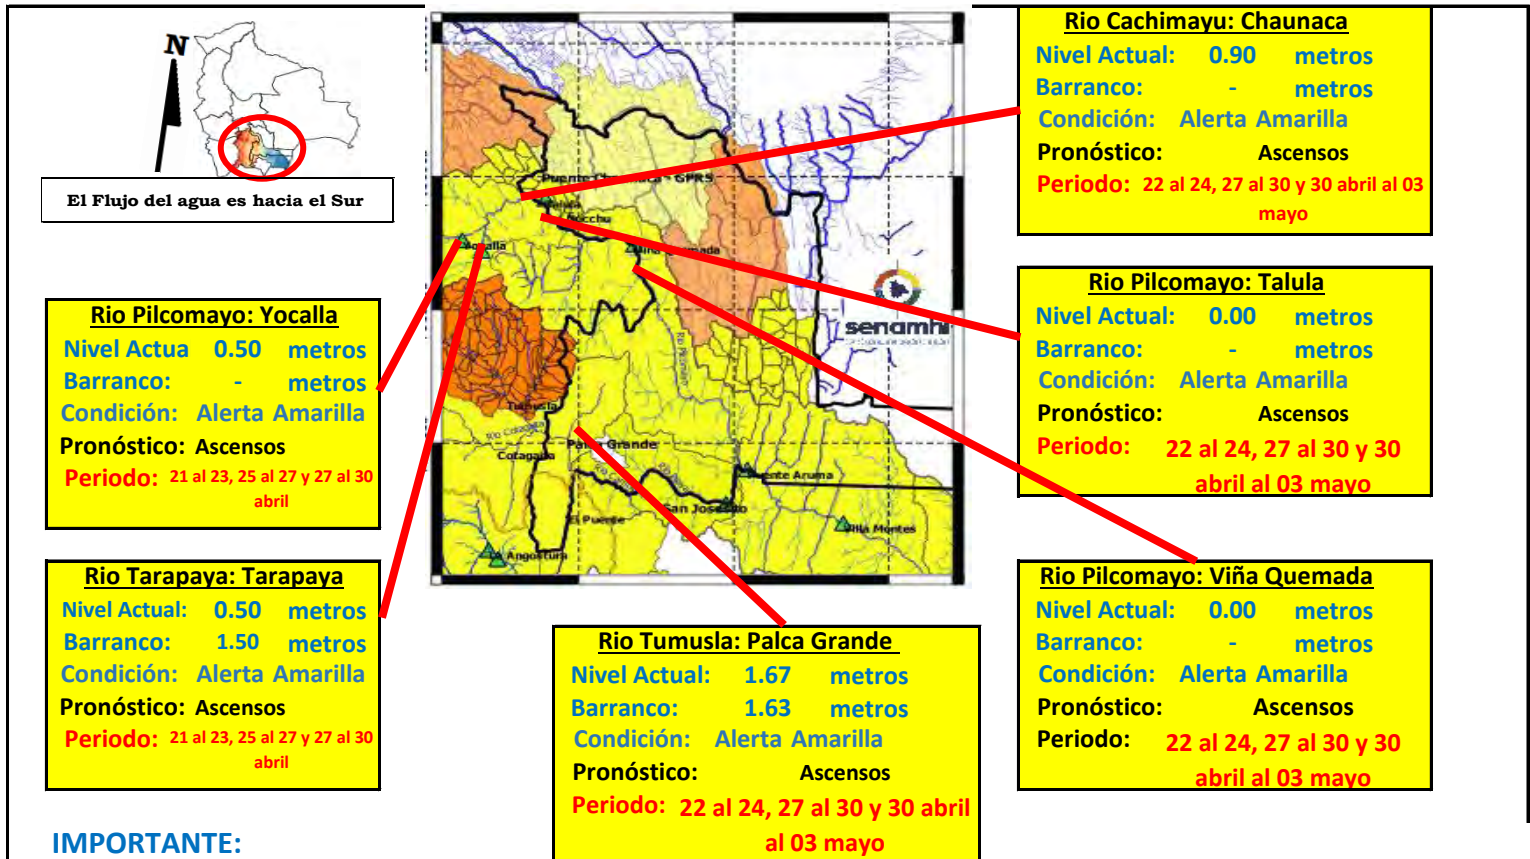 N
El Flujo del agua es hacia el Sur
Rio Pilcomayo: Yocalla
Nivel Actua 0.50 metros
Barranco: - metros
Condición: Alerta Amarilla
Pronóstico: Ascensos
Periodo: 21 al 23, 25 al 27 y 27 al 30
abril
Rio Tarapaya: Tarapaya
Nivel Actual: 0.50 metros
Barranco: 1.50 metros
Condición: Alerta Amarilla
Pronóstico: Ascensos
Periodo: 21 al 23, 25 al 27 y 27 al 30
abril
IMPORTANTE:
Puente
GPRS
Talula
Tumusla
Palca Grande
Cotagaita
El Puente
San Josesito
Puente Aruma
Villa Montes
Angostura
senamhi
Rio Tumusla: Palca Grande
Nivel Actual: 1.67 metros
Barranco: 1.63 metros
Condición: Alerta Amarilla
Pronóstico: Ascensos
Periodo: 22 al 24, 27 al 30 y 30 abril
al 03 mayo
Rio Cachimayu: Chaunaca
Nivel Actual: 0.90 metros
Barranco: - metros
Condición: Alerta Amarilla
Pronóstico: Ascensos
Periodo: 22 al 24, 27 al 30 y 30 abril al 03
mayo
Rio Pilcomayo: Talula
Nivel Actual: 0.00 metros
Barranco: - metros
Condición: Alerta Amarilla
Pronóstico: Ascensos
Periodo: 22 al 24, 27 al 30 y 30
abril al 03 mayo
Rio Pilcomayo: Viña Quemada
Nivel Actual: 0.00 metros
Barranco: - metros
Condición: Alerta Amarilla
Pronóstico: Ascensos
Periodo: 22 al 24, 27 al 30 y 30
abril al 03 mayo